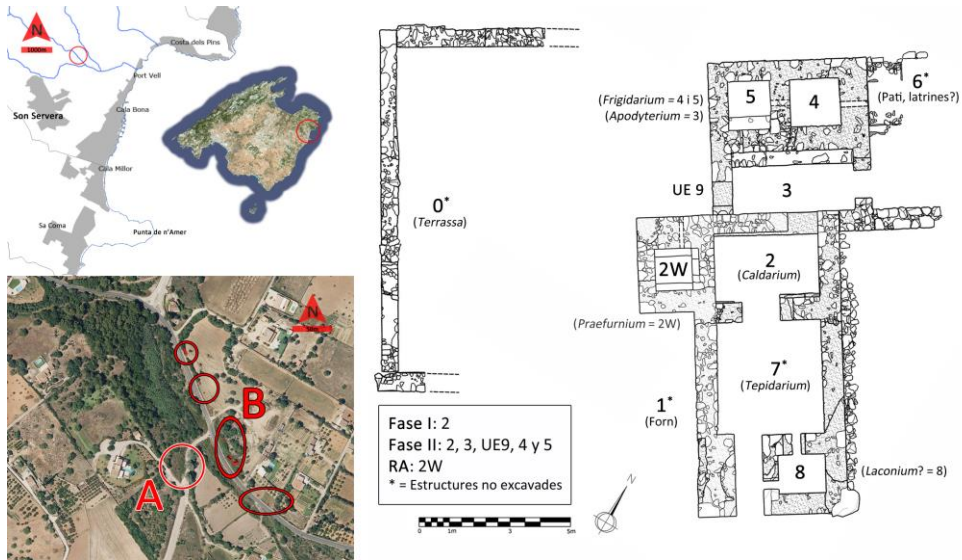 N
1000m
Costa dels Pins
Port Vell
Cala Bona
Son Servera
Cala Millor
Sa Coma
Punta de n'Amer
N
B
A
0*
(Terrassa)
5
4
6*
(Pati, latrines?)
(Frigidarium = 4 i 5)
(Apodyterium = 3)
UE 9
3
2
(Caldarium)
2W
(Praefurnium = 2W)
7*
(Tepidarium)
1*
(Forn)
8
(Laconium? = 8)
Fase I: 2
Fase II: 2, 3, UE9, 4 y 5
RA: 2W
* = Estructures no excavades
1m
5m
N